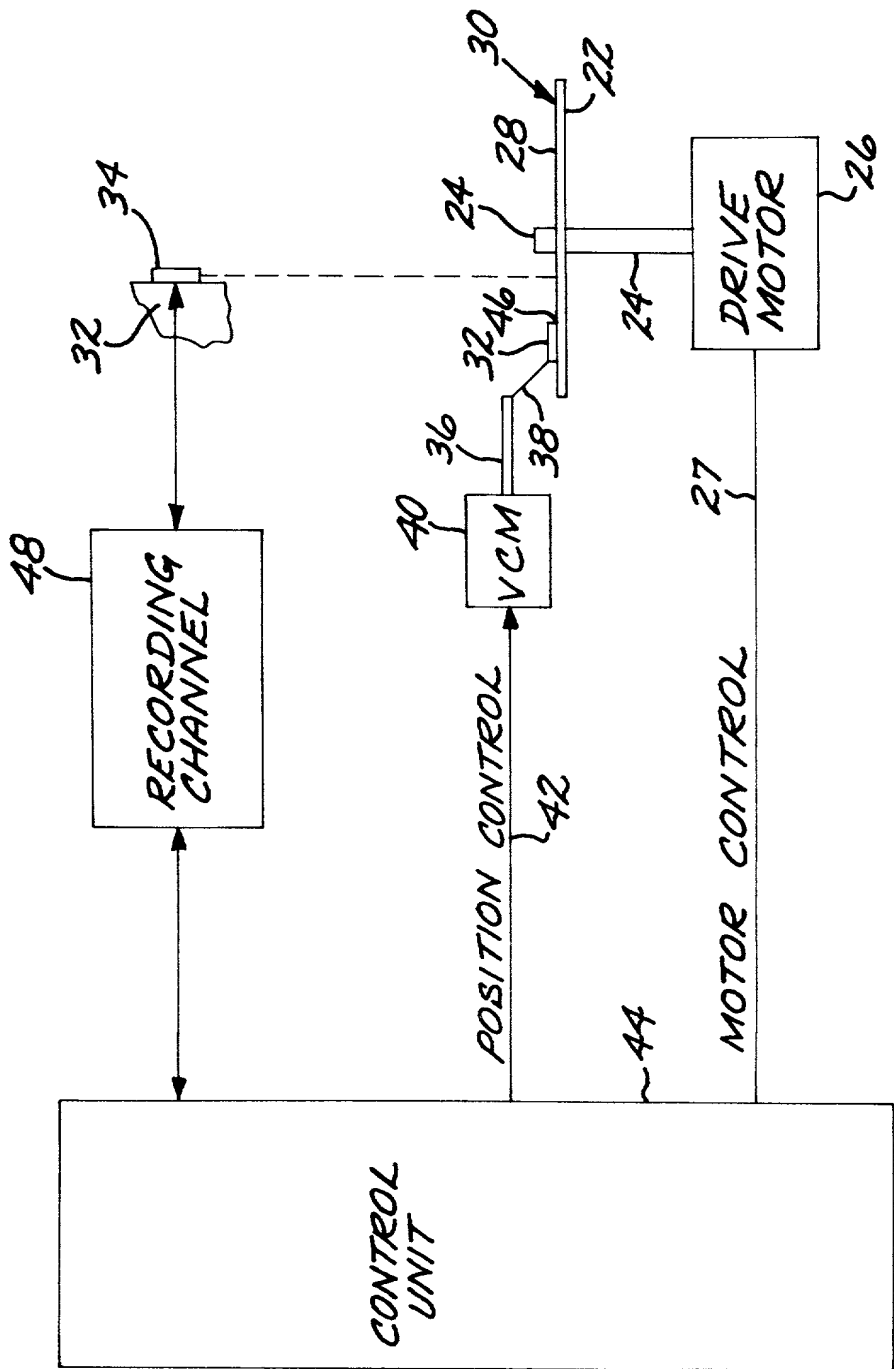 48
RECORDING
CHANNEL
32
34
CONTROL
UNIT
44
POSITION CONTROL
42
40
VCM
36
38
32
46
24
28
30
22
24
MOTOR CONTROL
27
DRIVE
MOTOR
26